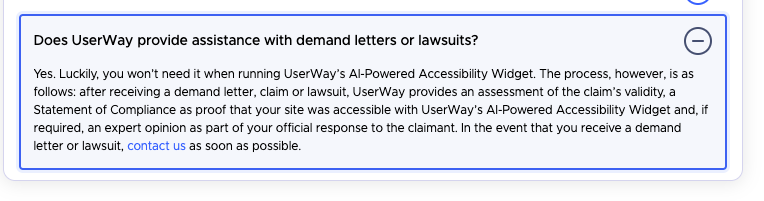 Does UserWay provide assistance with demand letters or lawsuits?
Yes. Luckily, you won't need it when running UserWay's AI-Powered Accessibility Widget. The process, however, is as
follows: after receiving a demand letter, claim or lawsuit, UserWay provides an assessment of the claim's validity, a
Statement of Compliance as proof that your site was accessible with UserWay's AI-Powered Accessibility Widget and, if
required, an expert opinion as part of your official response to the claimant. In the event that you receive a demand
letter or lawsuit, contact us as soon as possible.